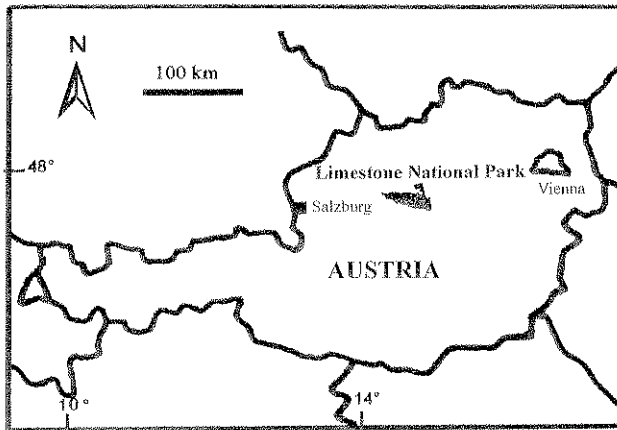 N
100 km
48°
Limestone National Park
Vienna
Salzburg
AUSTRIA
10°
14°